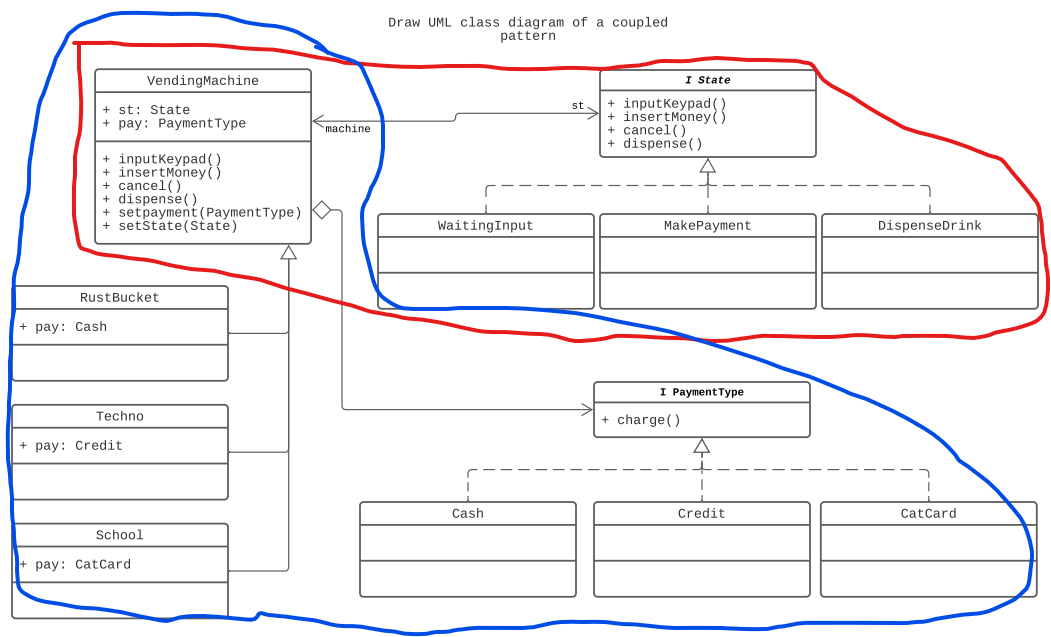 Draw UML class diagram of a coupled
pattern
VendingMachine
+ st: State
+ pay: PaymentType
+ inputKeypad()
+ insertMoney()
+ cancel()
+ dispense()
+ setpayment(PaymentType)
+ setState(State)
machine
st
I State
+ inputKeypad()
+ insertMoney()
+ cancel()
+ dispense()
WaitingInput
MakePayment
DispenseDrink
RustBucket
+ pay: Cash
Techno
+ pay: Credit
School
+ pay: CatCard
I PaymentType
+ charge()
Cash
Credit
CatCard